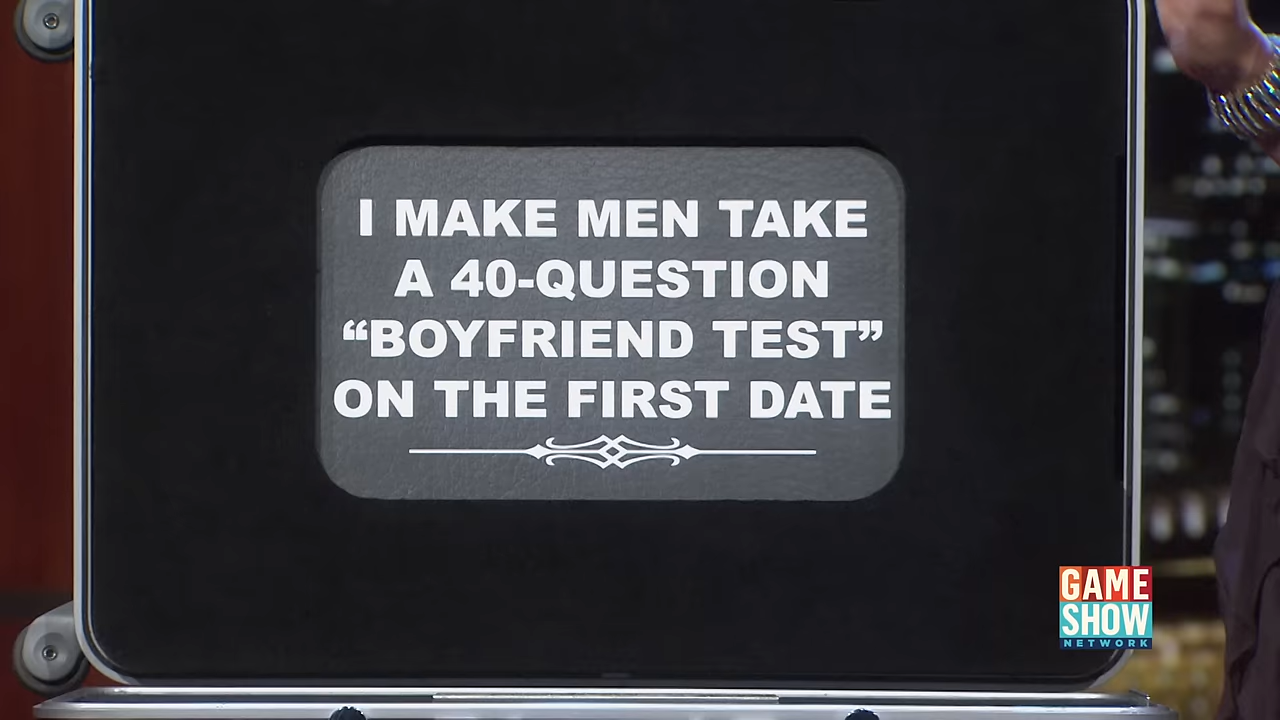 I MAKE MEN TAKE
A 40-QUESTION
“BOYFRIEND TEST”
ON THE FIRST DATE
GAME
SHOW
NETWORK